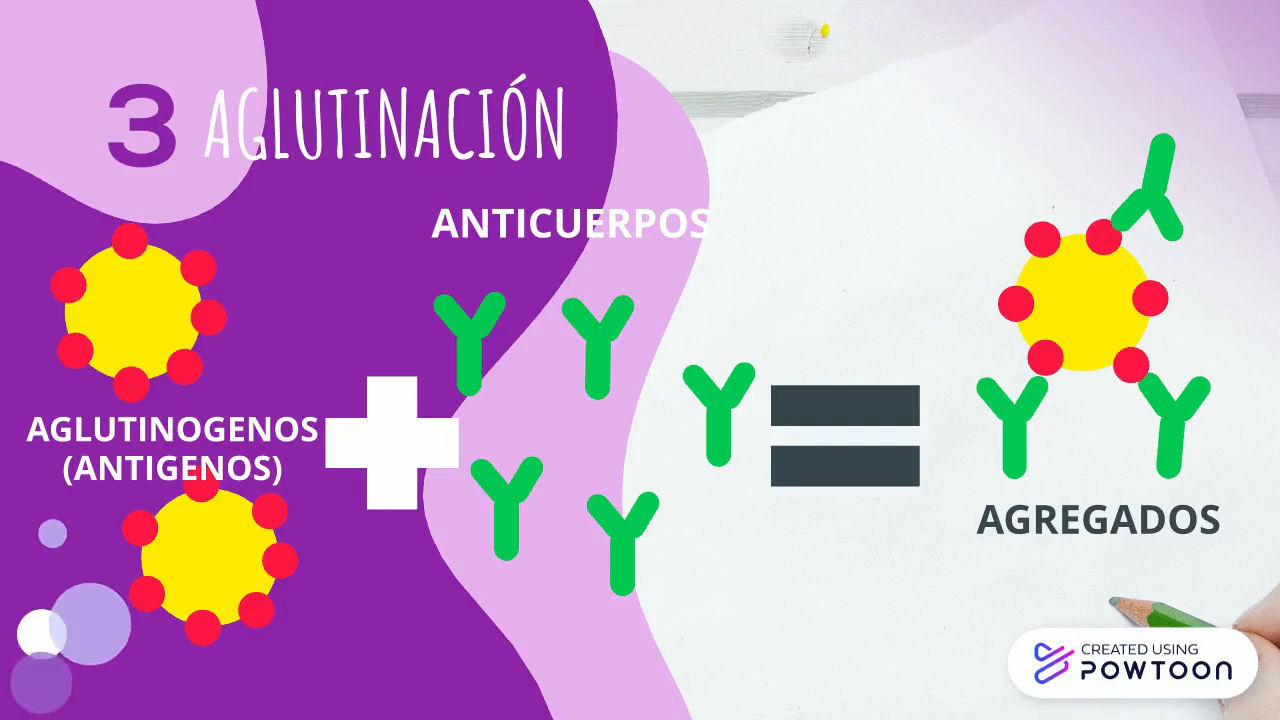 3 AGLUTINACIÓN
ANTICUERPOS
AGLUTINOGENOS
(ANTIGENOS)
AGREGADOS
CREATED USING
POWTOON